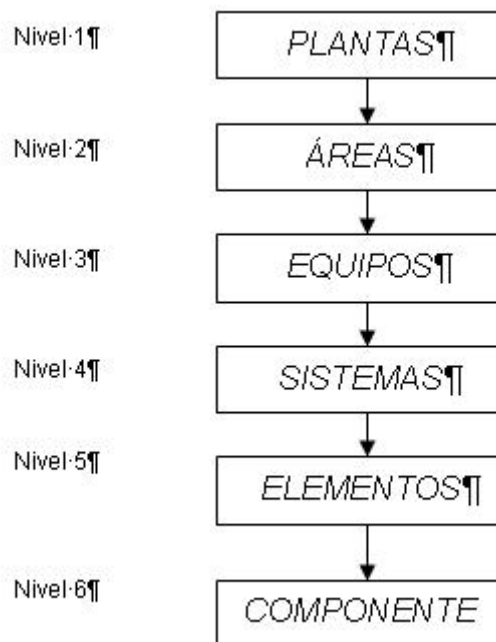 Nivel·1¶ PLANTAS¶
Nivel·2¶ ÁREAS¶
Nivel·3¶ EQUIPOS¶
Nivel·4¶ SISTEMAS¶
Nivel·5¶ ELEMENTOS¶
Nivel·6¶ COMPONENTE